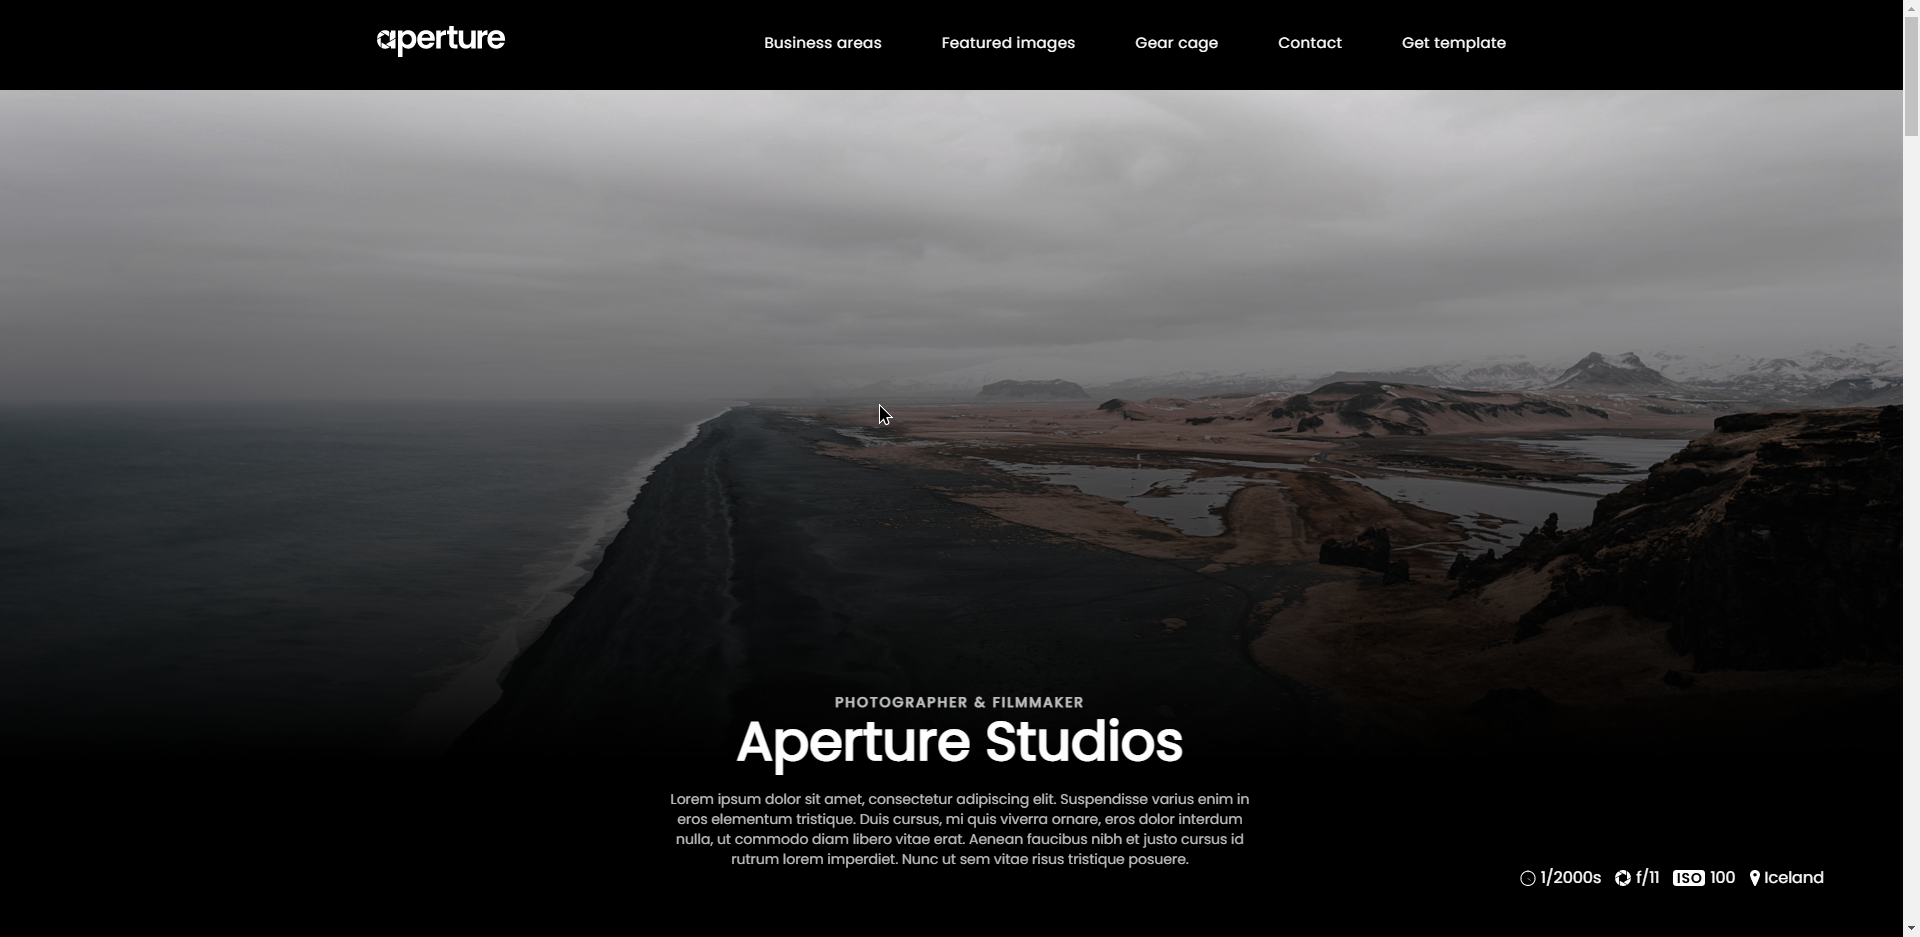 aperture
Business areas
Featured images
Gear cage
Contact
Get template
PHOTOGRAPHER & FILMMAKER
Aperture Studios
Lorem ipsum dolor sit amet, consectetur adipiscing elit. Suspendisse varius enim in
eros elementum tristique. Duis cursus, mi quis viverra ornare, eros dolor interdum
nulla, ut commodo diam libero vitae erat. Aenean faucibus nibh et justo cursus id
rutrum lorem imperdiet. Nunc ut sem vitae risus tristique posuere.
1/2000s f/11 ISO 100 Iceland